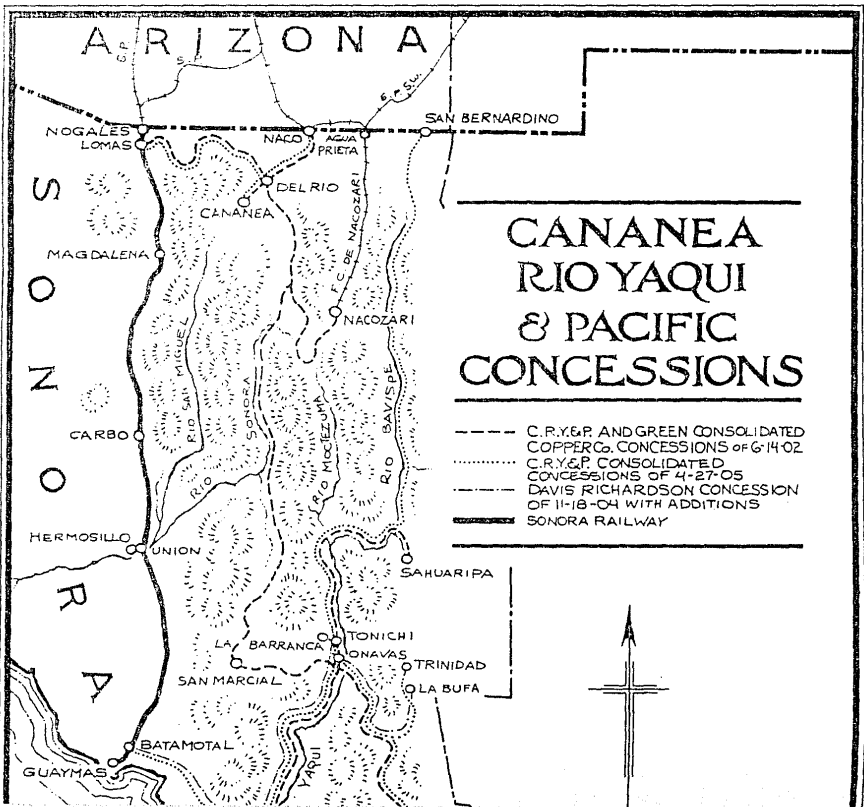 ARIZONA
G.P.
S.P.
E.P.& S.W.
NOGALES
LOMAS
NACO
AGUA
PRIETA
SAN BERNARDINO
DEL RIO
CANANEA
MAGDALENA
F.C. DE NACOZARI
NACOZARI
RIO SAN MIGUEL
RIO SONORA
RIO MOCTEZUMA
RIO BAVISPE
CARBO
HERMOSILLO
UNION
SAHUARIPA
LA BARRANCA
TONICHI
ONAVAS
SAN MARCIAL
TRINIDAD
LA BUFA
BATAMOTAL
GUAYMAS
YAQUI
SONORA
CANANEA
RIO YAQUI
& PACIFIC
CONCESSIONS
C.R.Y.&P. AND GREEN CONSOLIDATED
COPPER CO. CONCESSIONS OF 6-14-02
C.R.Y.&P. CONSOLIDATED
CONCESSIONS OF 4-27-05
DAVIS RICHARDSON CONCESSION
OF 11-18-04 WITH ADDITIONS
SONORA RAILWAY